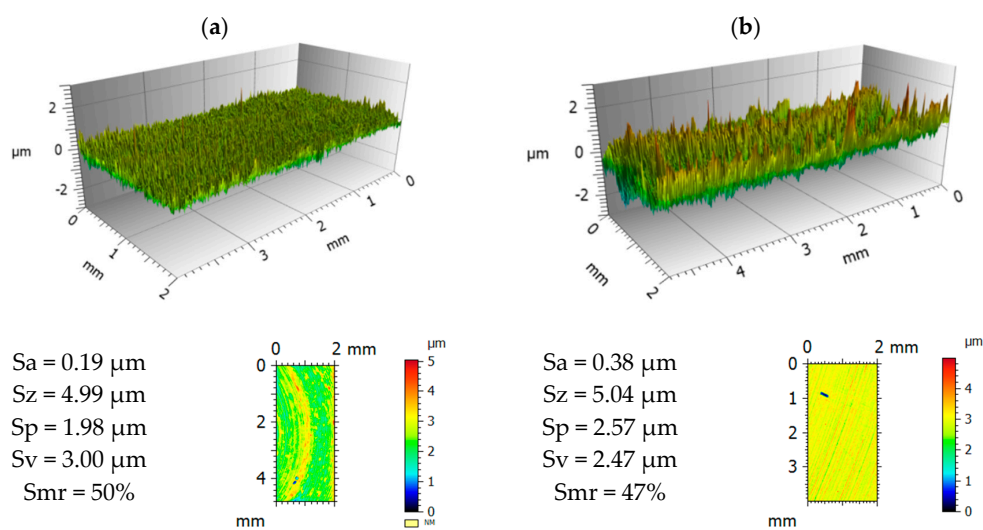 (a)
2
0
-2
µm
0
1
2
mm
3
2
1
0
mm
(b)
2
0
-2
µm
0
1
2
mm
4
3
2
1
0
mm
Sa = 0.19 µm
Sz = 4.99 µm
Sp = 1.98 µm
Sv = 3.00 µm
Smr = 50%
0 2 mm
0
2
4
mm
µm
5
4
3
2
1
0
NM
Sa = 0.38 µm
Sz = 5.04 µm
Sp = 2.57 µm
Sv = 2.47 µm
Smr = 47%
0 2 mm
0
1
2
3
mm
µm
4
3
2
1
0